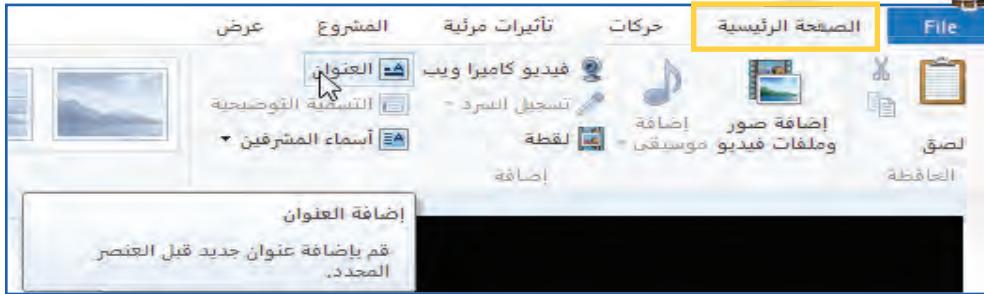 File الصفحة الرئيسية حركات تأثيرات مرئية المشروع عرض
لصق
الحافظة
إضافة صور
وملفات فيديو
إضافة
موسيقى
فيديو كاميرا ويب
تسجيل السرد
لقطة
العنوان
التسمية التوضيحية
أسماء المشرفين
إضافة
إضافة العنوان
قم بإضافة عنوان جديد قبل العنصر
المحدد.